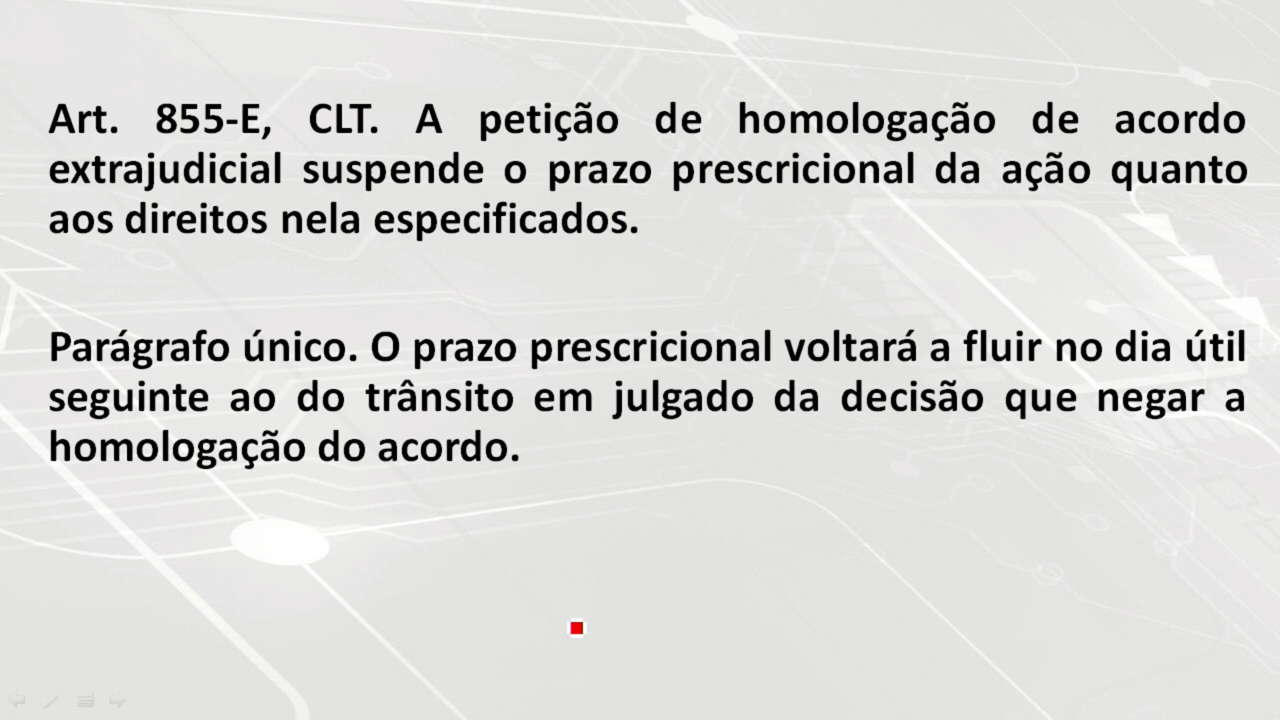 Art. 855-E, CLT. A petição de homologação de acordo
extrajudicial suspende o prazo prescricional da ação quanto
aos direitos nela especificados.
Parágrafo único. O prazo prescricional voltará a fluir no dia útil
seguinte ao do trânsito em julgado da decisão que negar a
homologação do acordo.